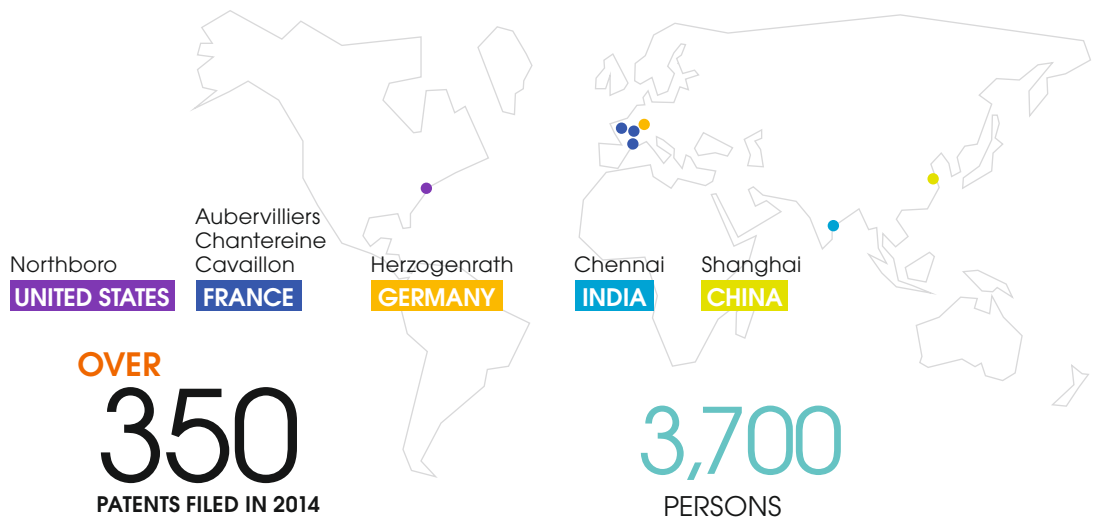 Northboro
UNITED STATES
Aubervilliers
Chantereine
Cavaillon
FRANCE
Herzogenrath
GERMANY
Chennai
INDIA
Shanghai
CHINA
OVER
350
PATENTS FILED IN 2014
3,700
PERSONS